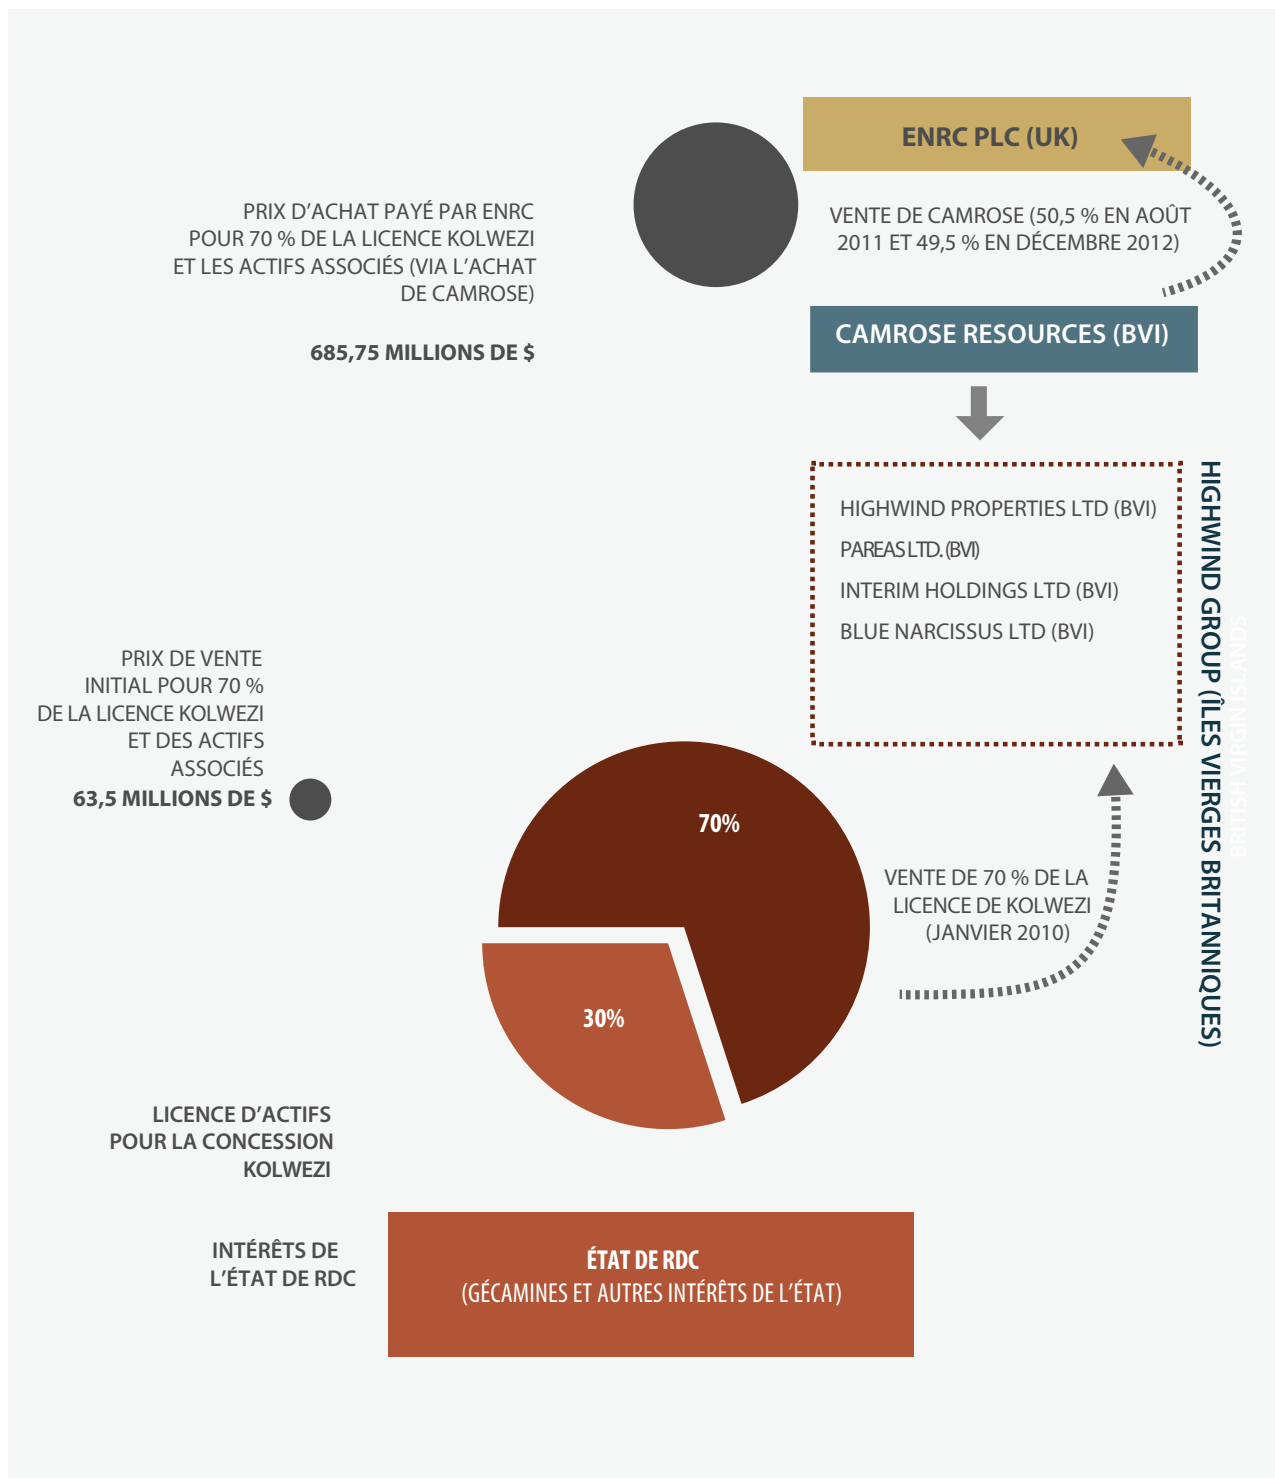 ENRC PLC (UK)
PRIX D'ACHAT PAYÉ PAR ENRC
POUR 70 % DE LA LICENCE KOLWEZI
ET LES ACTIFS ASSOCIÉS (VIA L'ACHAT
DE CAMROSE)
685,75 MILLIONS DE $
VENTE DE CAMROSE (50,5 % EN AOÛT
2011 ET 49,5 % EN DÉCEMBRE 2012)
CAMROSE RESOURCES (BVI)
HIGHWIND PROPERTIES LTD (BVI)
PAREAS LTD. (BVI)
INTERIM HOLDINGS LTD (BVI)
BLUE NARCISSUS LTD (BVI)
HIGHWIND GROUP (ÎLES VIERGES BRITANNIQUES)
BRITISH VIRGIN ISLANDS
PRIX DE VENTE
INITIAL POUR 70 %
DE LA LICENCE KOLWEZI
ET DES ACTIFS
ASSOCIÉS
63,5 MILLIONS DE $
70%
VENTE DE 70 % DE LA
LICENCE DE KOLWEZI
(JANVIER 2010)
30%
LICENCE D'ACTIFS
POUR LA CONCESSION
KOLWEZI
INTÉRÊTS DE
L'ÉTAT DE RDC
ÉTAT DE RDC
(GÉCAMINES ET AUTRES INTÉRÊTS DE L'ÉTAT)